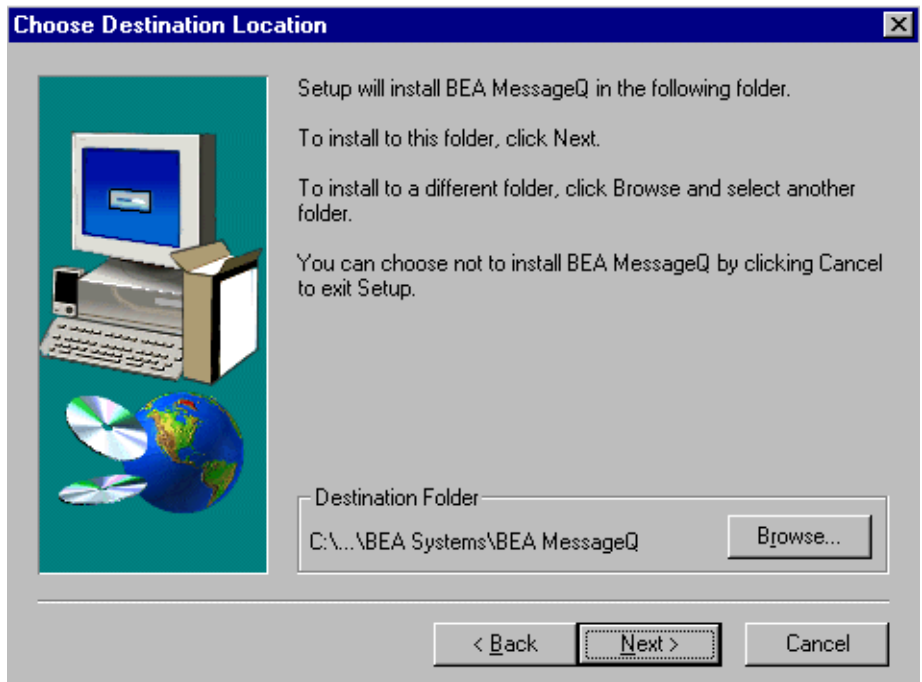 Choose Destination Location
Setup will install BEA MessageQ in the following folder.
To install to this folder, click Next.
To install to a different folder, click Browse and select another
folder.
You can choose not to install BEA MessageQ by clicking Cancel
to exit Setup.
Destination Folder
C:\...\BEA Systems\BEA MessageQ
Browse...
< Back
Next >
Cancel